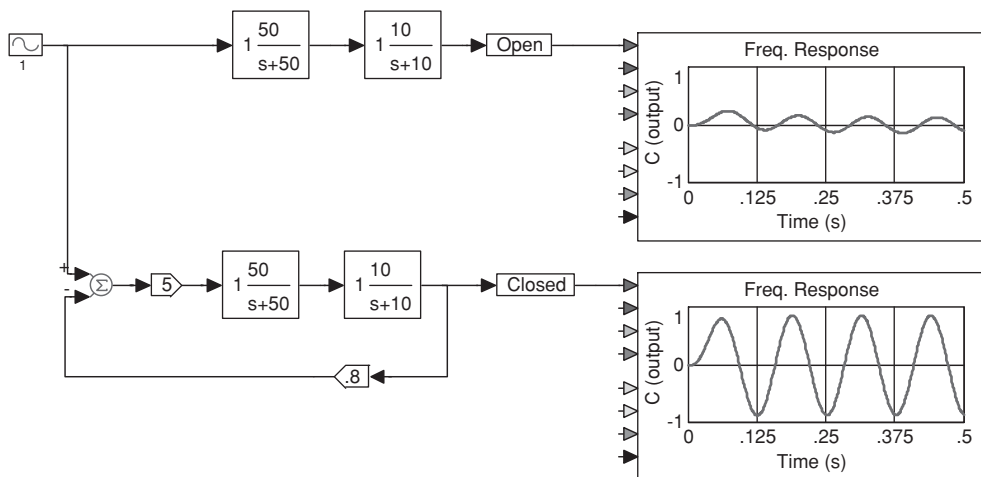 1
1 50 / s+50
1 10 / s+10
Open
Freq. Response
C (output)
1
0
-1
0 .125 .25 .375 .5
Time (s)
+
-
Σ
5
1 50 / s+50
1 10 / s+10
Closed
.8
Freq. Response
C (output)
1
0
-1
0 .125 .25 .375 .5
Time (s)